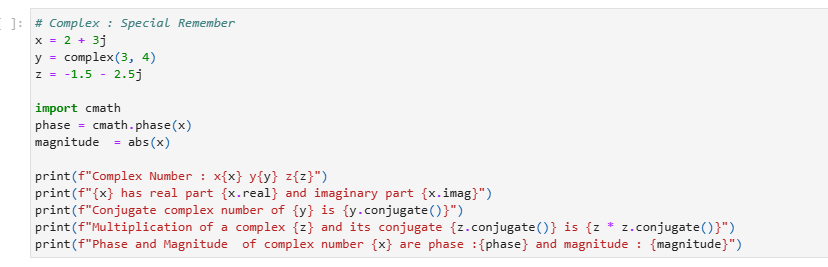 [ ]: # Complex : Special Remember
x = 2 + 3j
y = complex(3, 4)
z = -1.5 - 2.5j
import cmath
phase = cmath.phase(x)
magnitude  = abs(x)
print(f"Complex Number : x{x} y{y} z{z}")
print(f"{x} has real part {x.real} and imaginary part {x.imag}")
print(f"Conjugate complex number of {y} is {y.conjugate()}")
print(f"Multiplication of a complex {z} and its conjugate {z.conjugate()} is {z * z.conjugate()}")
print(f"Phase and Magnitude  of complex number {x} are phase :{phase} and magnitude : {magnitude}")